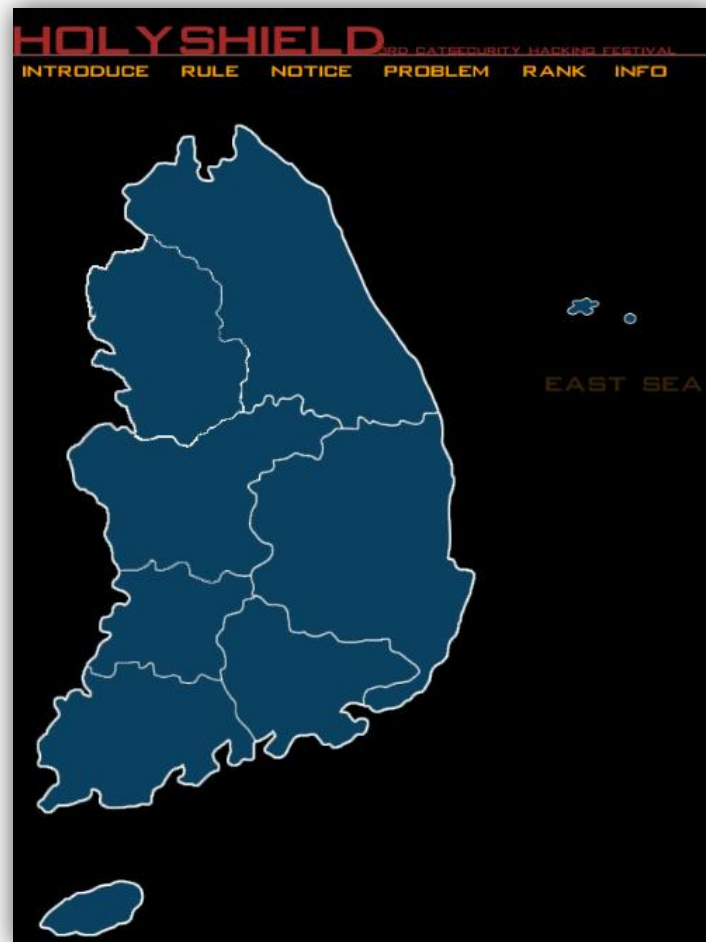 HOLYSHIELD 3RD CATSECURITY HACKING FESTIVAL
INTRODUCE RULE NOTICE PROBLEM RANK INFO
EAST SEA